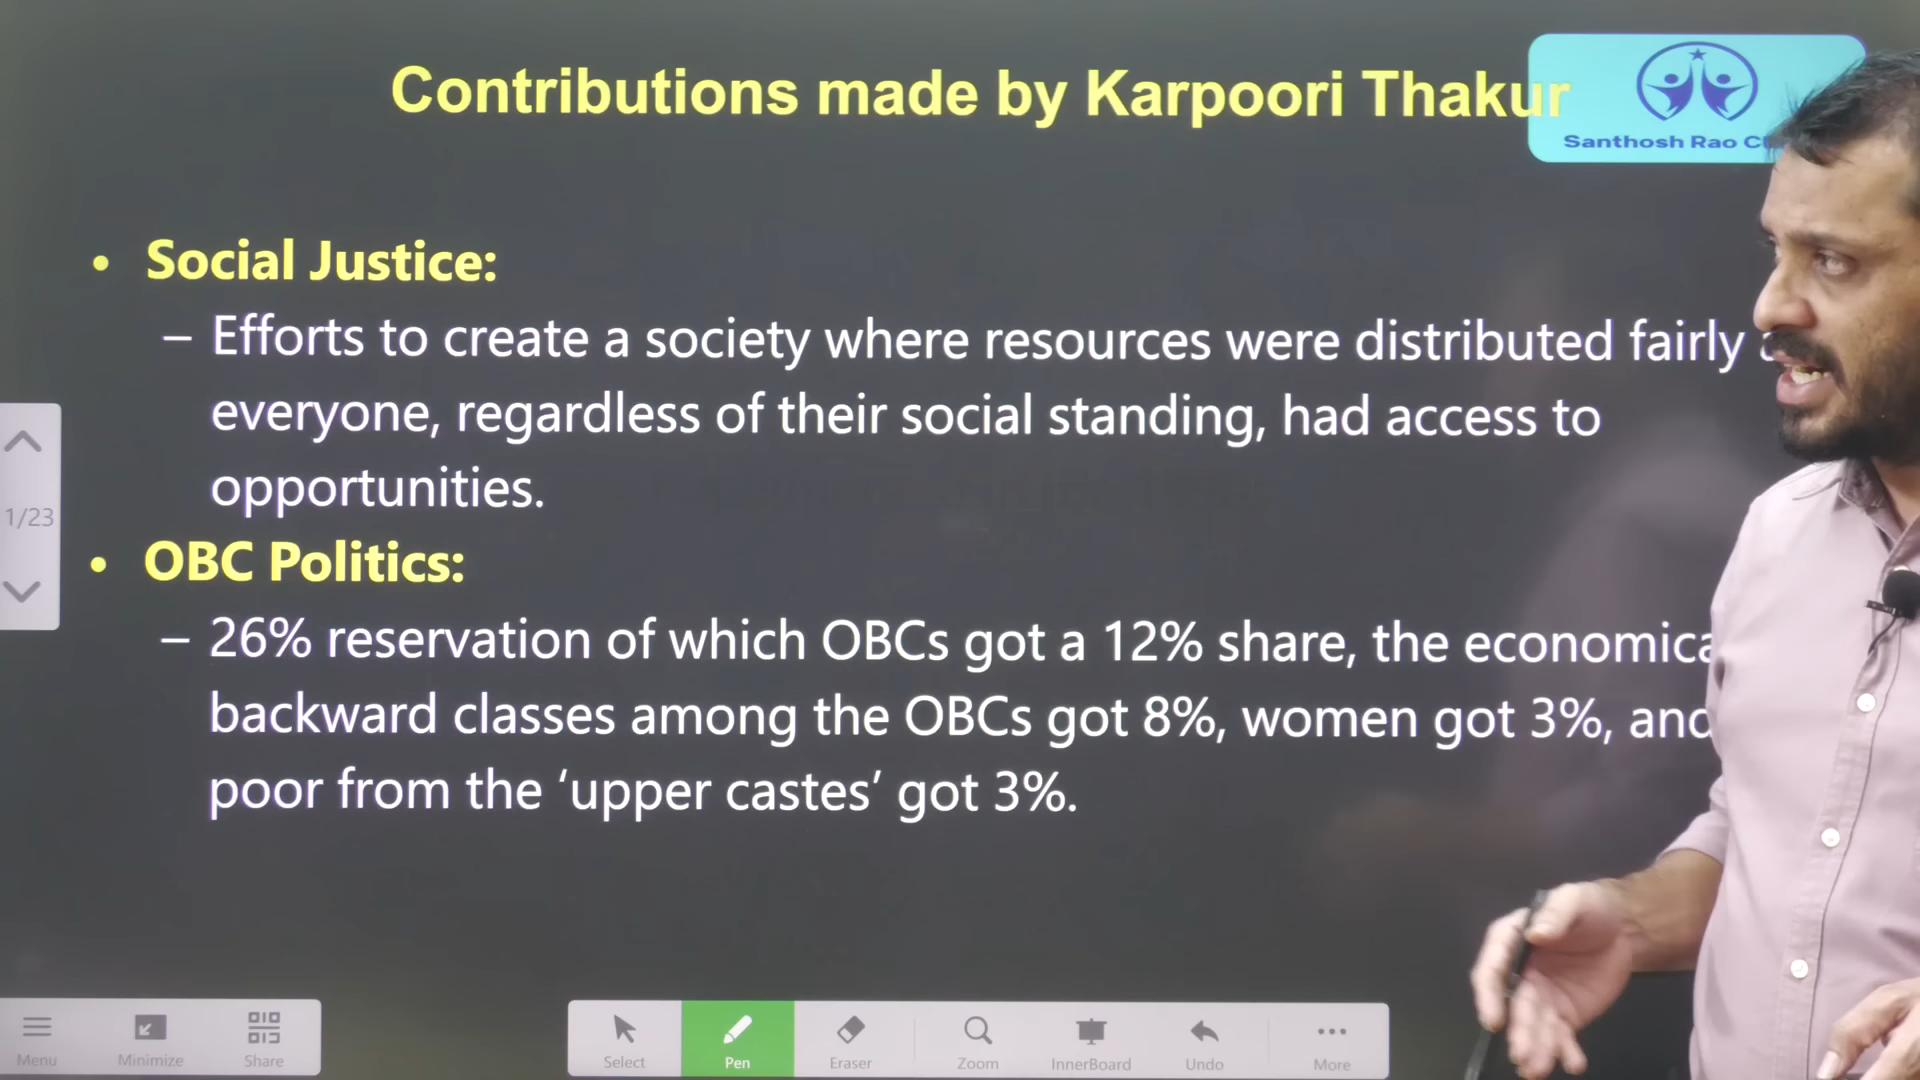 Contributions made by Karpoori Thakur
Santhosh Rao
• Social Justice:
– Efforts to create a society where resources were distributed fairly
everyone, regardless of their social standing, had access to
opportunities.
1/23
• OBC Politics:
– 26% reservation of which OBCs got a 12% share, the
backward classes among the OBCs got 8%, women got 3%, and
poor from the ‘upper castes’ got 3%.
Menu
Minimize
Share
Select
Pen
Eraser
Zoom
InnerBoard
Undo
More